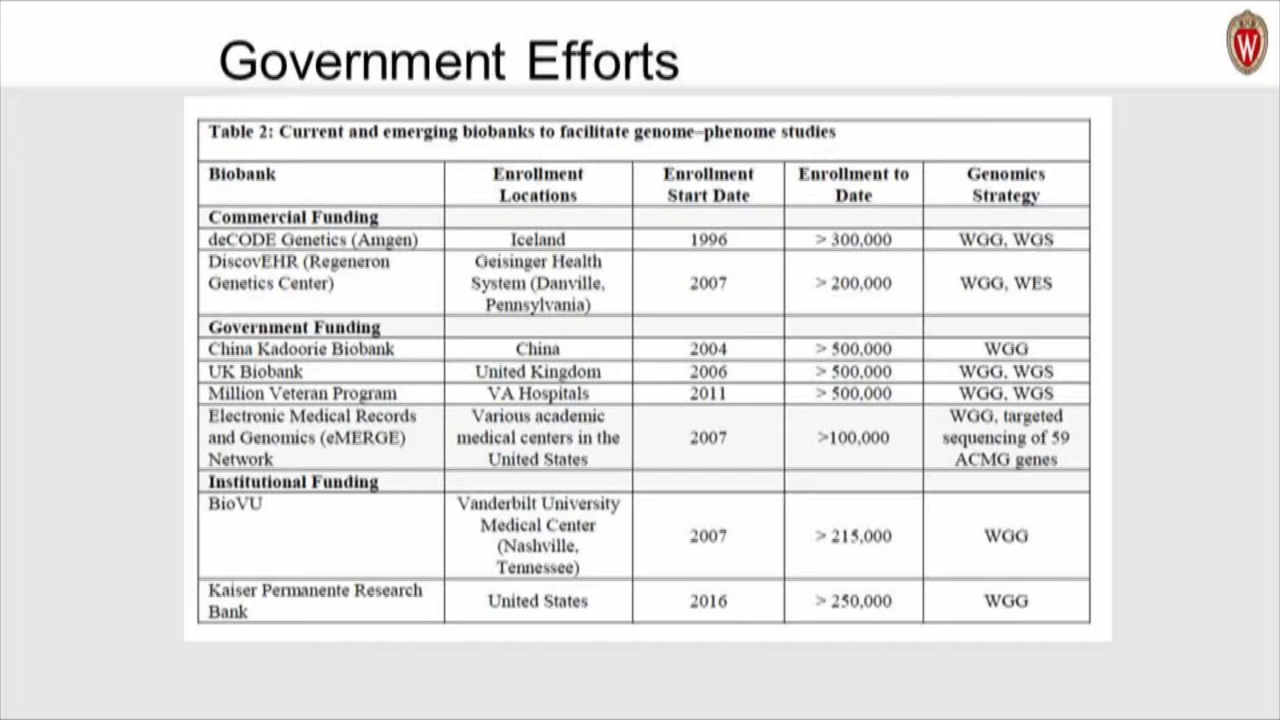 Government Efforts
W
Table 2: Current and emerging biobanks to facilitate genome–phenome studies
Biobank
Enrollment
Locations
Enrollment
Start Date
Enrollment to
Date
Genomics
Strategy
Commercial Funding
deCODE Genetics (Amgen) Iceland 1996 > 300,000 WGG, WGS
DiscovEHR (Regeneron
Genetics Center)
Geisinger Health
System (Danville,
Pennsylvania)
2007
> 200,000
WGG, WES
Government Funding
China Kadoorie Biobank China 2004 > 500,000 WGG
UK Biobank United Kingdom 2006 > 500,000 WGG, WGS
Million Veteran Program VA Hospitals 2011 > 500,000 WGG, WGS
Electronic Medical Records
and Genomics (eMERGE)
Network
Various academic
medical centers in the
United States
2007
>100,000
WGG, targeted
sequencing of 59
ACMG genes
Institutional Funding
BioVU
Vanderbilt University
Medical Center
(Nashville,
Tennessee)
2007
> 215,000
WGG
Kaiser Permanente Research
Bank
United States
2016
> 250,000
WGG